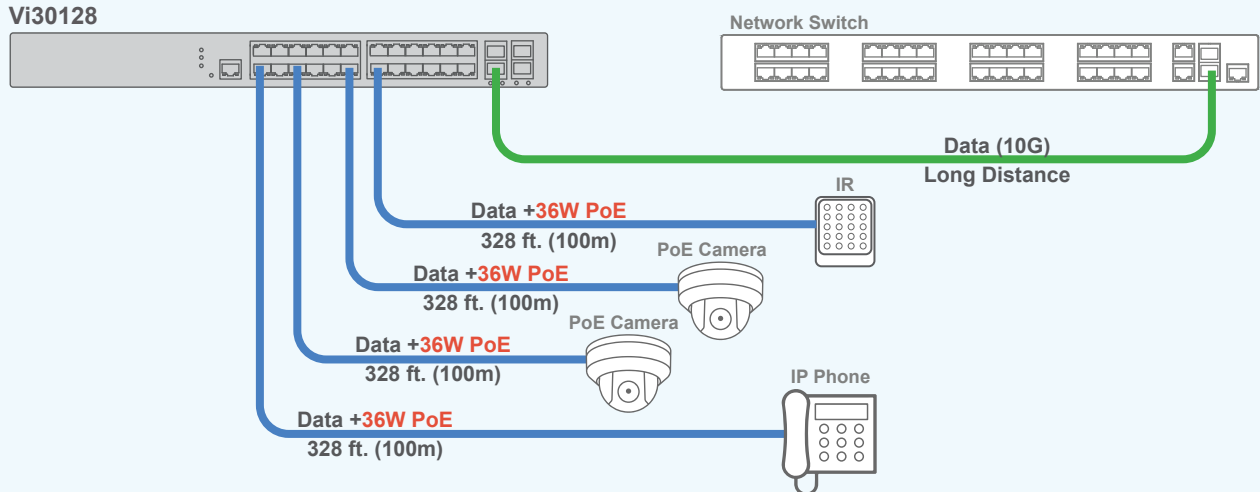 Vi30128
Network Switch
Data (10G)
Long Distance
IR
Data +36W PoE
328 ft. (100m)
PoE Camera
Data +36W PoE
328 ft. (100m)
PoE Camera
Data +36W PoE
328 ft. (100m)
IP Phone
Data +36W PoE
328 ft. (100m)